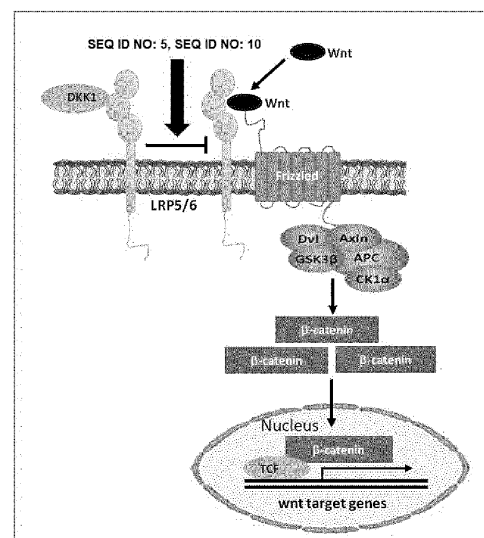 SEQ ID NO: 5, SEQ ID NO: 10
Wnt
DKK1
Wnt
Frizzled
LRP5/6
Dvl
Axin
GSK3β
APC
CK1α
β-catenin
β-catenin
β-catenin
Nucleus
β-catenin
TCF
wnt target genes